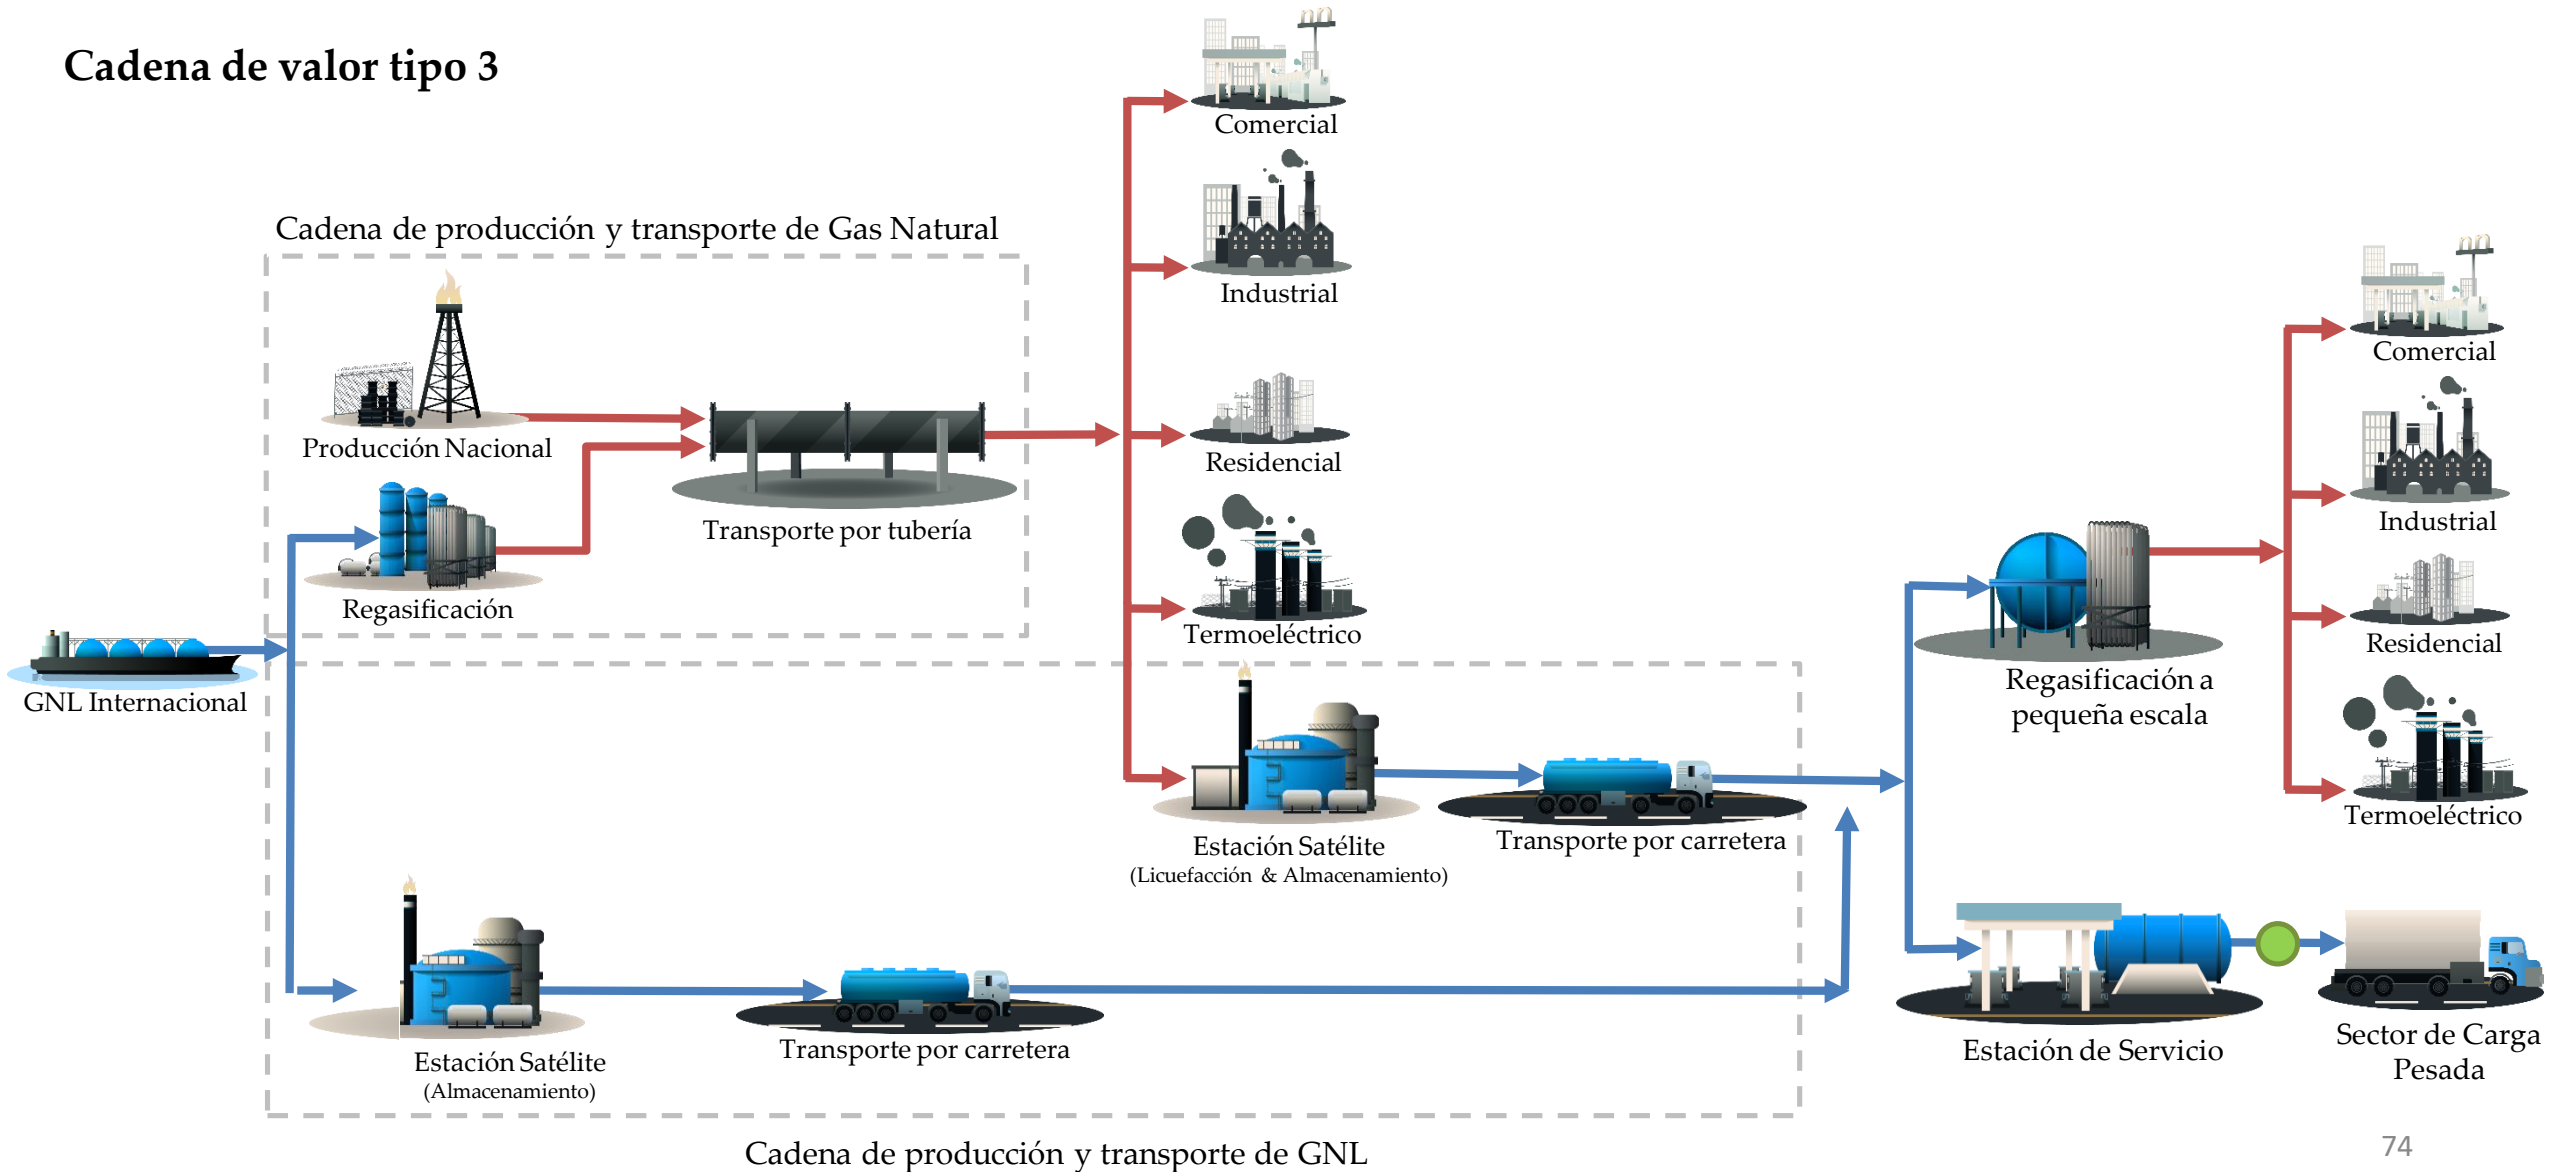 Cadena de valor tipo 3
Comercial
Industrial
Residencial
Termoeléctrico
Cadena de producción y transporte de Gas Natural
Producción Nacional
Transporte por tubería
Regasificación
GNL Internacional
Estación Satélite
(Licuefacción & Almacenamiento)
Transporte por carretera
Estación Satélite
(Almacenamiento)
Transporte por carretera
Cadena de producción y transporte de GNL
Regasificación a
pequeña escala
Comercial
Industrial
Residencial
Termoeléctrico
Estación de Servicio
Sector de Carga
Pesada
74